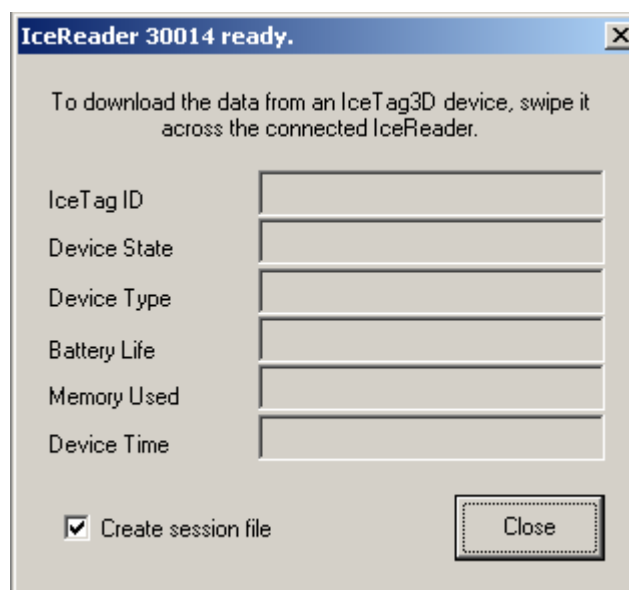 IceReader 30014 ready.
To download the data from an IceTag3D device, swipe it
across the connected IceReader.
IceTag ID
Device State
Device Type
Battery Life
Memory Used
Device Time
Create session file
Close